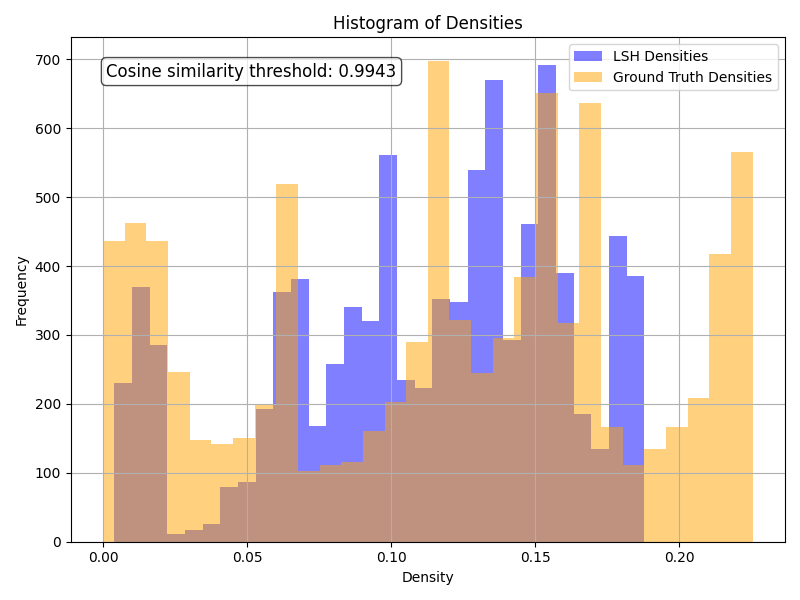 Histogram of Densities
Cosine similarity threshold: 0.9943
LSH Densities
Ground Truth Densities
Frequency
700
600
500
400
300
200
100
0
0.00 0.05 0.10 0.15 0.20
Density